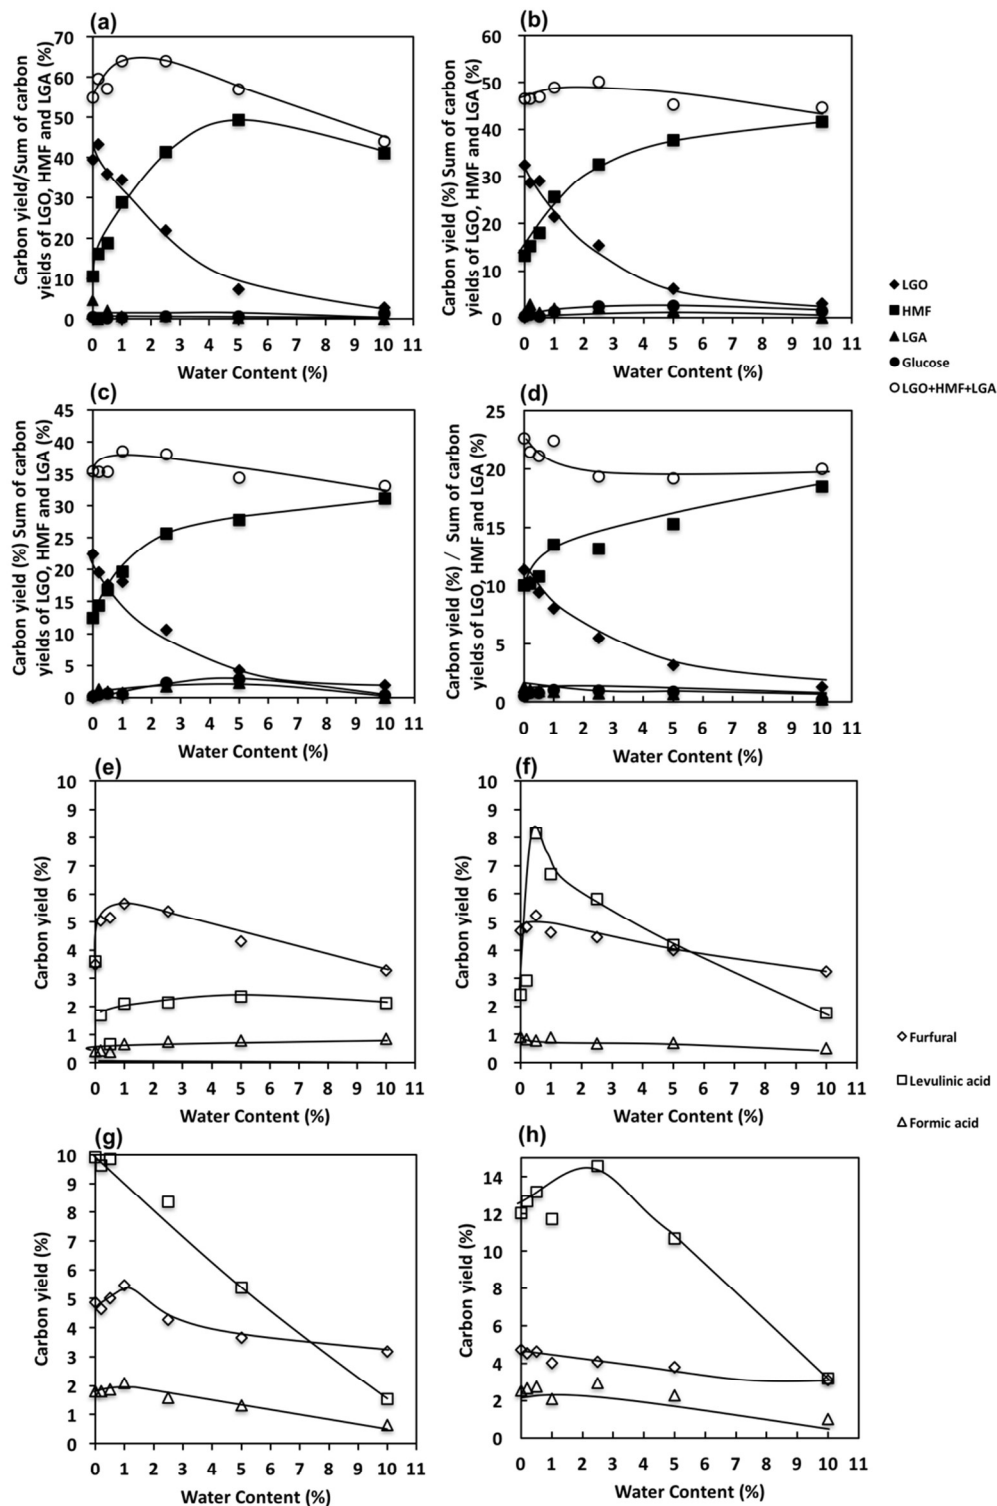 (a)
70
60
50
40
30
20
10
0
0 1 2 3 4 5 6 7 8 9 10 11
Carbon yield/Sum of carbon
yields of LGO, HMF and LGA (%)
Water Content (%)
(b)
60
50
40
30
20
10
0
0 1 2 3 4 5 6 7 8 9 10 11
Carbon yield (%) Sum of carbon
yields of LGO, HMF and LGA (%)
Water Content (%)
LGO
HMF
LGA
Glucose
LGO+HMF+LGA
(c)
45
40
35
30
25
20
15
10
5
0
0 1 2 3 4 5 6 7 8 9 10 11
Carbon yield (%) Sum of carbon
yields of LGO, HMF and LGA (%)
Water Content (%)
(d)
25
20
15
10
5
0
0 1 2 3 4 5 6 7 8 9 10 11
Carbon yield (%) / Sum of carbon
yields of LGO, HMF and LGA (%)
Water Content (%)
(e)
10
9
8
7
6
5
4
3
2
1
0
0 1 2 3 4 5 6 7 8 9 10 11
Carbon yield (%)
Water Content (%)
(f)
10
9
8
7
6
5
4
3
2
1
0
0 1 2 3 4 5 6 7 8 9 10 11
Carbon yield (%)
Water Content (%)
Furfural
Levulinic acid
Formic acid
(g)
10
9
8
7
6
5
4
3
2
1
0
0 1 2 3 4 5 6 7 8 9 10 11
Carbon yield (%)
Water Content (%)
(h)
14
12
10
8
6
4
2
0
0 1 2 3 4 5 6 7 8 9 10 11
Carbon yield (%)
Water Content (%)